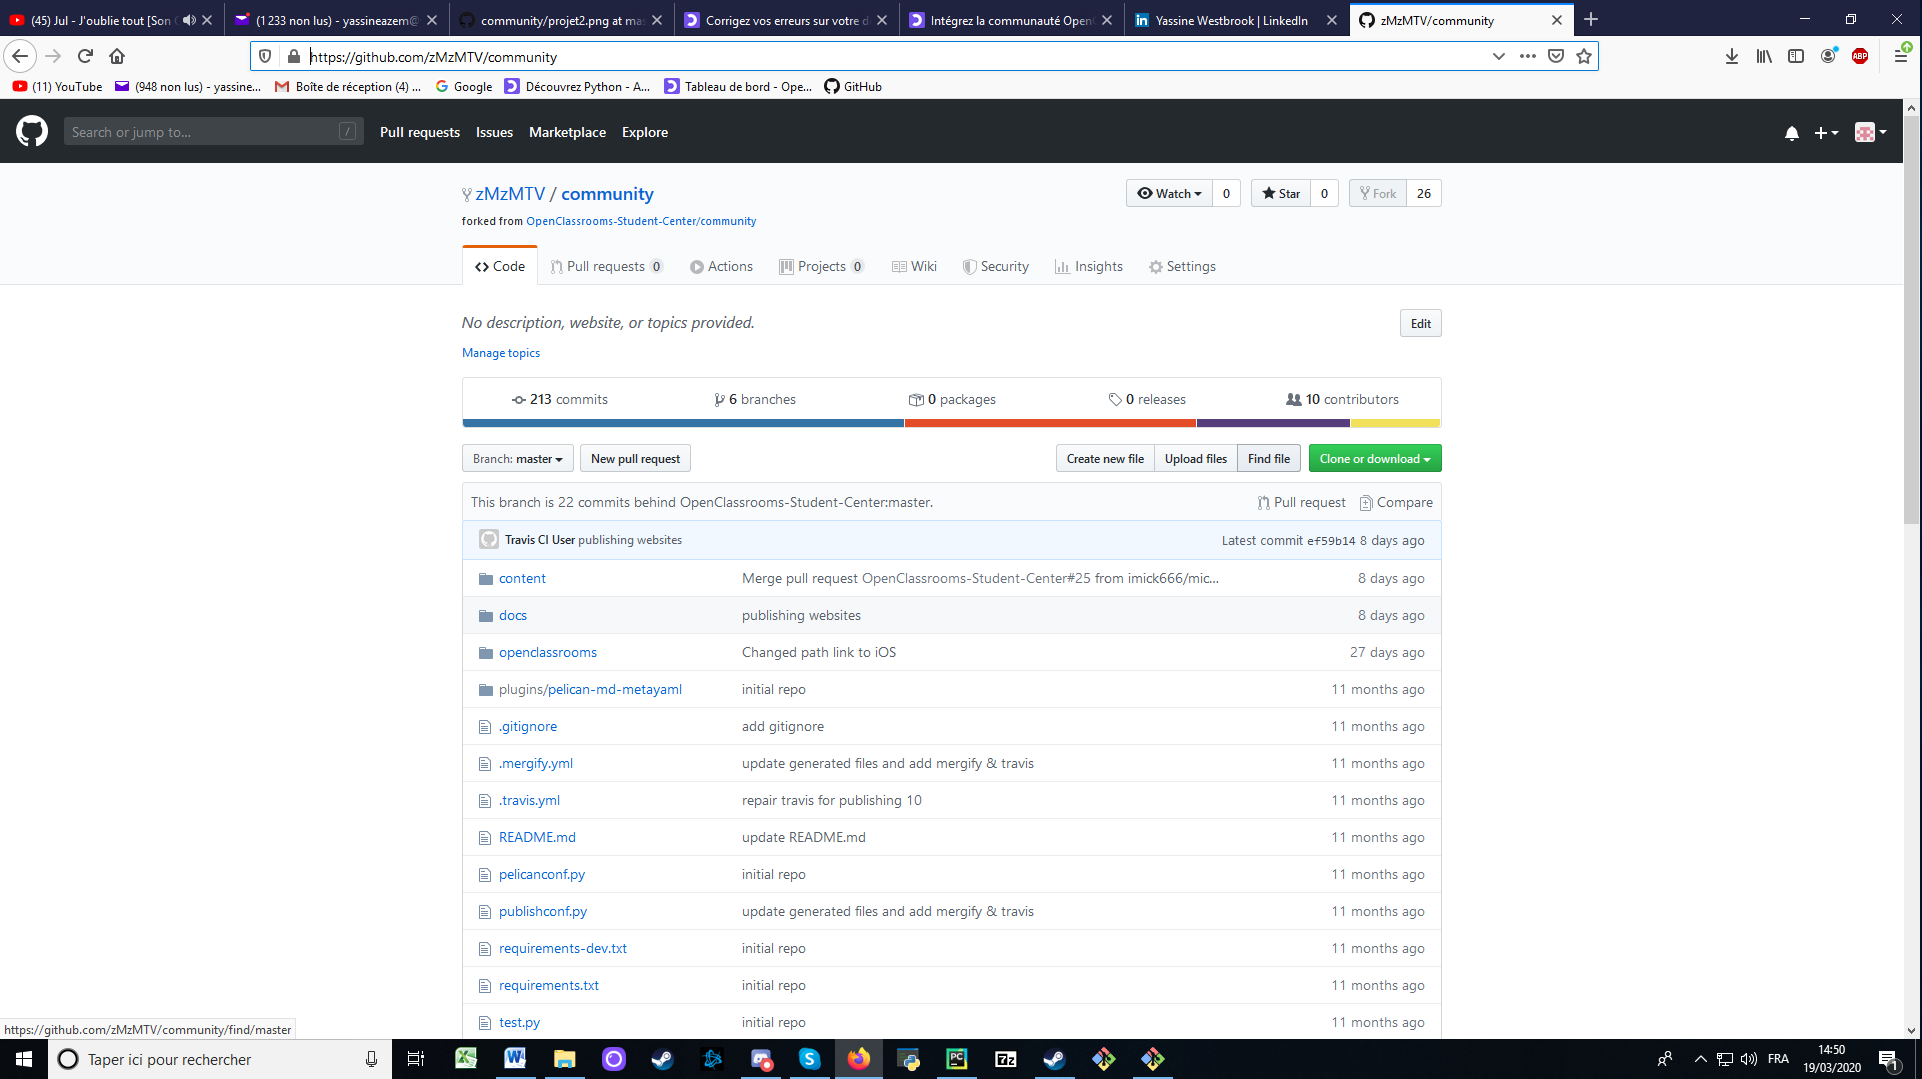 (45) Jul - J'oublie tout [Son
(1 233 non lus) - yassineazem@
community/projet2.png at mas
Corrigez vos erreurs sur votre d
Intégrez la communauté Open
Yassine Westbrook | LinkedIn
zMzMTV/community
https://github.com/zMzMTV/community
ABP
(11) YouTube
(948 non lus) - yassine...
Boîte de réception (4) ...
Google
Découvrez Python - A...
Tableau de bord - Ope...
GitHub
Search or jump to...
/
Pull requests
Issues
Marketplace
Explore
zMzMTV / community
Watch
0
Star
0
Fork
26
forked from OpenClassrooms-Student-Center/community
Code
Pull requests 0
Actions
Projects 0
Wiki
Security
Insights
Settings
No description, website, or topics provided.
Edit
Manage topics
213 commits
6 branches
0 packages
0 releases
10 contributors
Branch: master
New pull request
Create new file
Upload files
Find file
Clone or download
This branch is 22 commits behind OpenClassrooms-Student-Center:master.
Pull request
Compare
Travis CI User publishing websites
Latest commit ef59b14 8 days ago
content
Merge pull request OpenClassrooms-Student-Center#25 from imick666/mic...
8 days ago
docs
publishing websites
8 days ago
openclassrooms
Changed path link to iOS
27 days ago
plugins/pelican-md-metayaml
initial repo
11 months ago
.gitignore
add gitignore
11 months ago
.mergify.yml
update generated files and add mergify & travis
11 months ago
.travis.yml
repair travis for publishing 10
11 months ago
README.md
update README.md
11 months ago
pelicanconf.py
initial repo
11 months ago
publishconf.py
update generated files and add mergify & travis
11 months ago
requirements-dev.txt
initial repo
11 months ago
requirements.txt
initial repo
11 months ago
test.py
initial repo
11 months ago
https://github.com/zMzMTV/community/find/master
Taper ici pour rechercher
FRA
14:50
19/03/2020
1